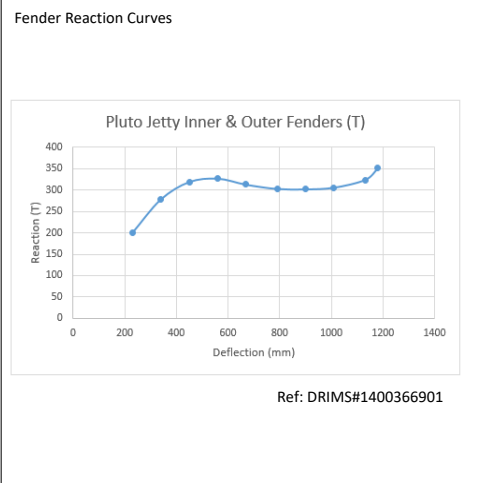 Fender Reaction Curves
Pluto Jetty Inner & Outer Fenders (T)
400
350
300
250
200
150
100
50
0
Reaction (T)
0 200 400 600 800 1000 1200 1400
Deflection (mm)
Ref: DRIMS#1400366901